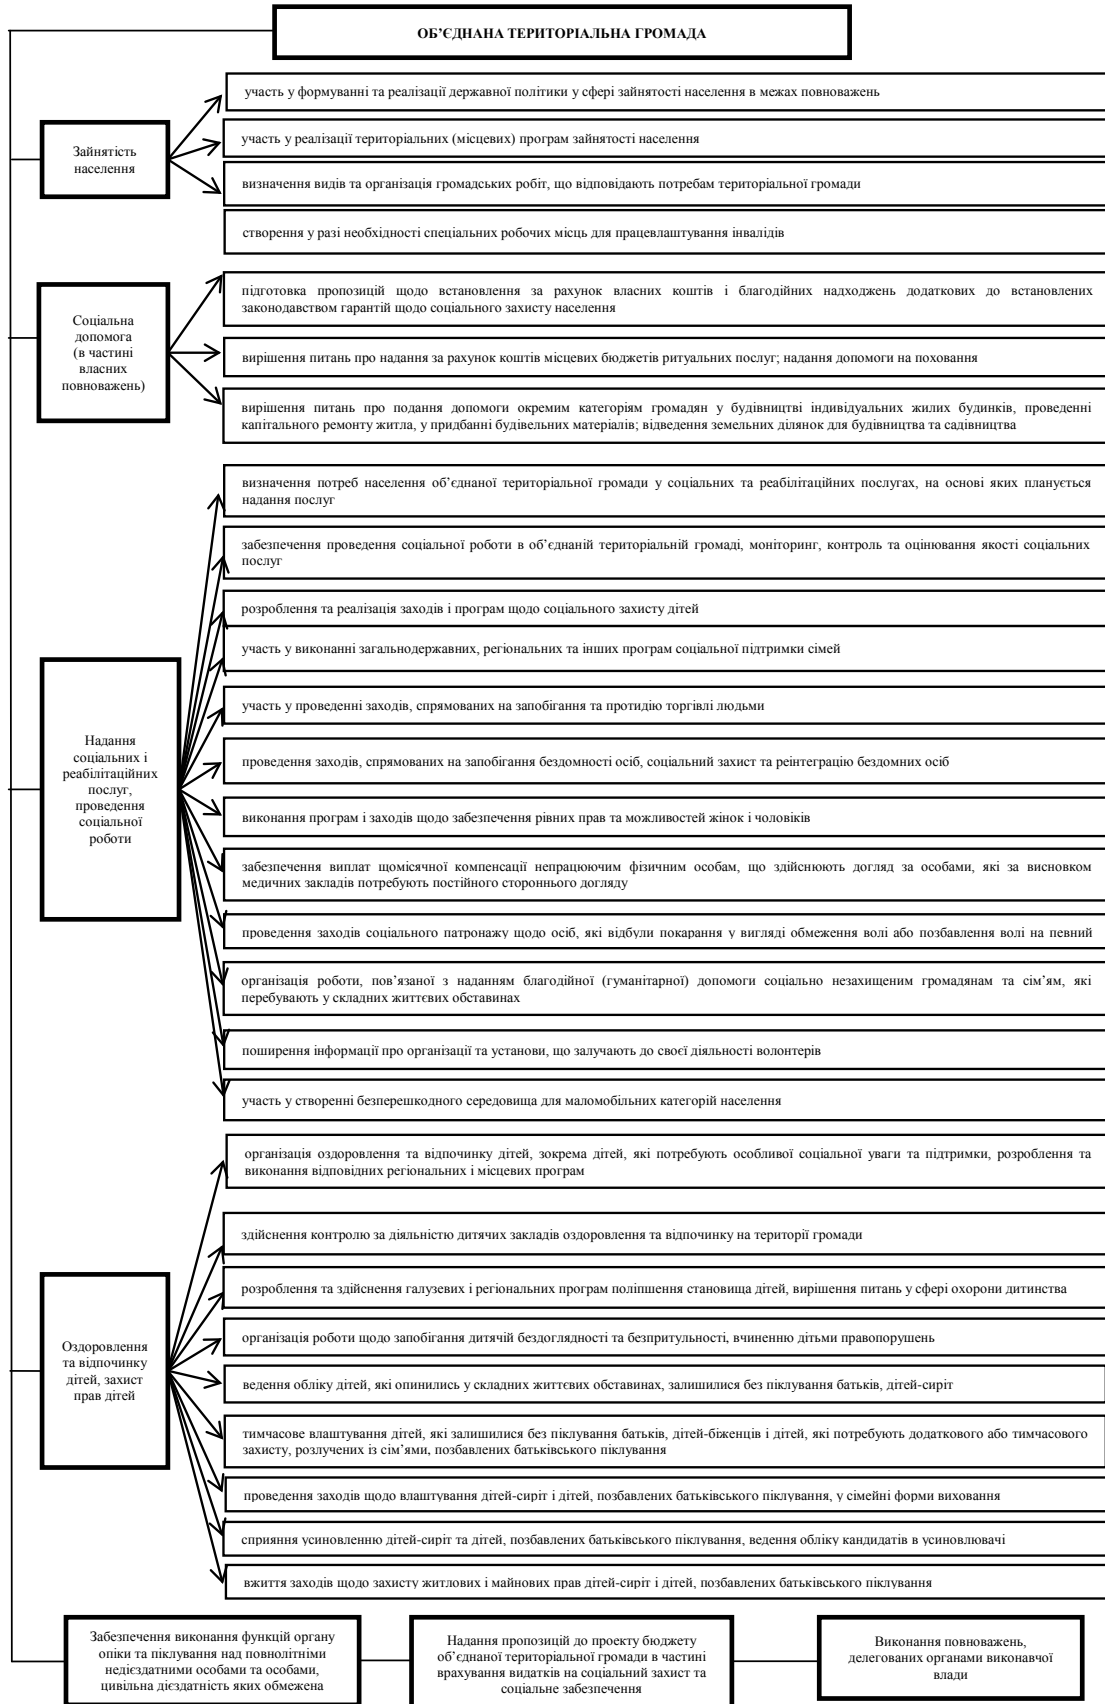 ОБ’ЄДНАНА ТЕРИТОРІАЛЬНА ГРОМАДА
Зайнятість
населення
участь у формуванні та реалізації державної політики у сфері зайнятості населення в межах повноважень
участь у реалізації територіальних (місцевих) програм зайнятості населення
визначення видів та організація громадських робіт, що відповідають потребам територіальної громади
створення у разі необхідності спеціальних робочих місць для працевлаштування інвалідів
Соціальна
допомога
(в частині
власних
повноважень)
підготовка пропозицій щодо встановлення за рахунок власних коштів і благодійних надходжень додаткових до встановлених
законодавством гарантій щодо соціального захисту населення
вирішення питань про надання за рахунок коштів місцевих бюджетів ритуальних послуг; надання допомоги на поховання
вирішення питань про подання допомоги окремим категоріям громадян у будівництві індивідуальних жилих будинків, проведенні
капітального ремонту житла, у придбанні будівельних матеріалів; відведення земельних ділянок для будівництва та садівництва
Надання
соціальних і
реабілітаційних
послуг,
проведення
соціальної
роботи
визначення потреб населення об’єднаної територіальної громади у соціальних та реабілітаційних послугах, на основі яких планується
надання послуг
забезпечення проведення соціальної роботи в об’єднаній територіальній громаді, моніторинг, контроль та оцінювання якості соціальних
послуг
розроблення та реалізація заходів і програм щодо соціального захисту дітей
участь у виконанні загальнодержавних, регіональних та інших програм соціальної підтримки сімей
участь у проведенні заходів, спрямованих на запобігання та протидію торгівлі людьми
проведення заходів, спрямованих на запобігання бездомності осіб, соціальний захист та реінтеграцію бездомних осіб
виконання програм і заходів щодо забезпечення рівних прав та можливостей жінок і чоловіків
забезпечення виплат щомісячної компенсації непрацюючим фізичним особам, що здійснюють догляд за особами, які за висновком
медичних закладів потребують постійного стороннього догляду
проведення заходів соціального патронажу щодо осіб, які відбули покарання у вигляді обмеження волі або позбавлення волі на певний
організація роботи, пов’язаної з наданням благодійної (гуманітарної) допомоги соціально незахищеним громадянам та сім’ям, які
перебувають у складних життєвих обставинах
поширення інформації про організації та установи, що залучають до своєї діяльності волонтерів
участь у створенні безперешкодного середовища для маломобільних категорій населення
Оздоровлення
та відпочинку
дітей, захист
прав дітей
організація оздоровлення та відпочинку дітей, зокрема дітей, які потребують особливої соціальної уваги та підтримки, розроблення та
виконання відповідних регіональних і місцевих програм
здійснення контролю за діяльністю дитячих закладів оздоровлення та відпочинку на території громади
розроблення та здійснення галузевих і регіональних програм поліпшення становища дітей, вирішення питань у сфері охорони дитинства
організація роботи щодо запобігання дитячій бездоглядності та безпритульності, вчиненню дітьми правопорушень
ведення обліку дітей, які опинились у складних життєвих обставинах, залишилися без піклування батьків, дітей-сиріт
тимчасове влаштування дітей, які залишилися без піклування батьків, дітей-біженців і дітей, які потребують додаткового або тимчасового
захисту, розлучених із сім’ями, позбавлених батьківського піклування
проведення заходів щодо влаштування дітей-сиріт і дітей, позбавлених батьківського піклування, у сімейні форми виховання
сприяння усиновленню дітей-сиріт та дітей, позбавлених батьківського піклування, ведення обліку кандидатів в усиновлювачі
вжиття заходів щодо захисту житлових і майнових прав дітей-сиріт і дітей, позбавлених батьківського піклування
Забезпечення виконання функцій органу
опіки та піклування над повнолітніми
недієздатними особами та особами,
цивільна дієздатність яких обмежена
Надання пропозицій до проекту бюджету
об’єднаної територіальної громади в частині
врахування видатків на соціальний захист та
соціальне забезпечення
Виконання повноважень,
делегованих органами виконавчої
влади